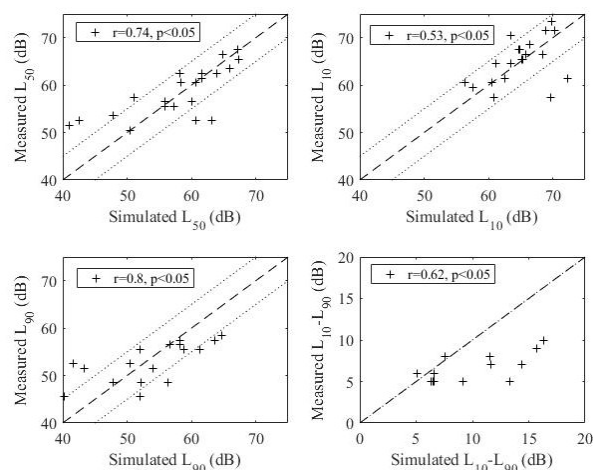 70
60
50
40
Measured L50 (dB)
+ r=0.74, p<0.05
40 50 60 70
Simulated L50 (dB)
70
60
50
40
Measured L10 (dB)
+ r=0.53, p<0.05
40 50 60 70
Simulated L10 (dB)
70
60
50
40
Measured L90 (dB)
+ r=0.8, p<0.05
40 50 60 70
Simulated L90 (dB)
20
15
10
5
0
Measured L10-L90 (dB)
+ r=0.62, p<0.05
0 5 10 15 20
Simulated L10-L90 (dB)